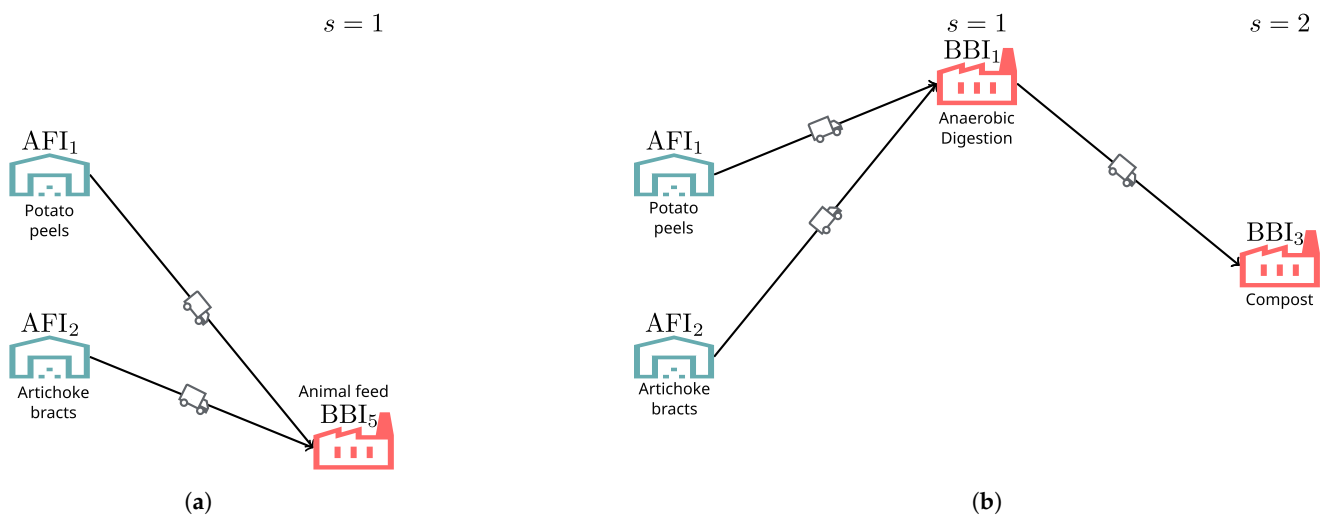 s = 1
AFI₁
Potato
peels
AFI₂
Artichoke
bracts
Animal feed
BBI₅
(a)
s = 1
s = 2
BBI₁
Anaerobic
Digestion
AFI₁
Potato
peels
BBI₃
Compost
AFI₂
Artichoke
bracts
(b)